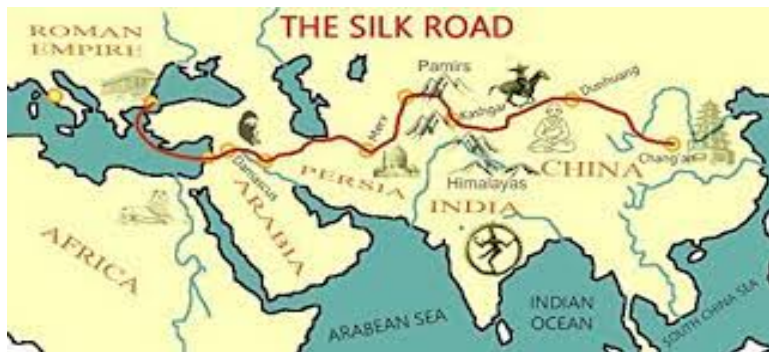 THE SILK ROAD
ROMAN
EMPIRE
Pamirs
Dunhuang
Merv
Kashgar
Chang'an
Damascus
PERSIA
CHINA
Himalayas
ARABIA
INDIA
AFRICA
ARABEAN SEA
INDIAN
OCEAN
SOUTH CHINA SEA